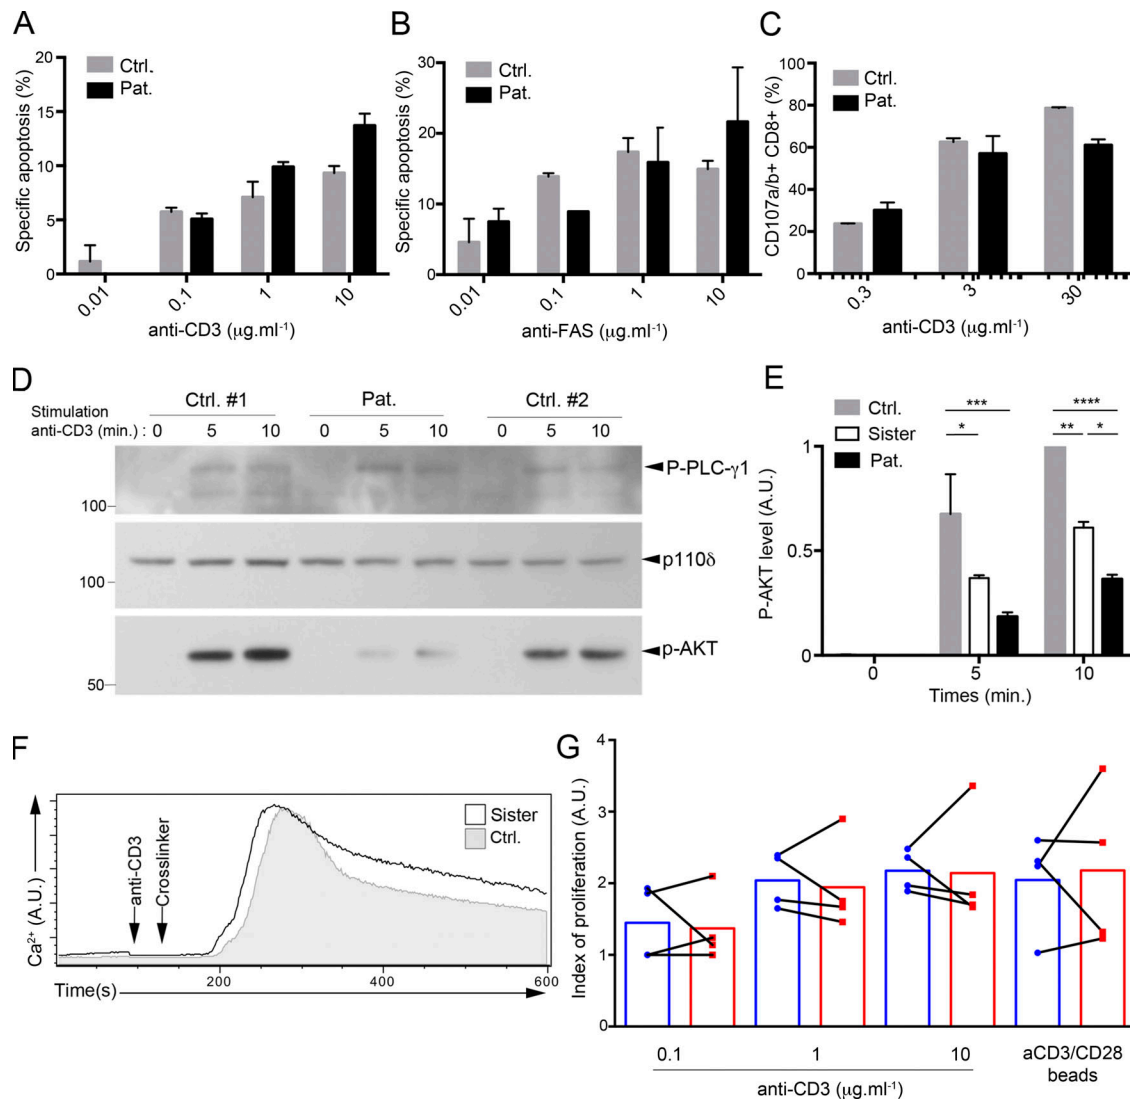 A
Specific apoptosis (%)
20
15
10
5
0
Ctrl.
Pat.
0.01
0.1
1
10
anti-CD3 (μg.ml⁻¹)
B
Specific apoptosis (%)
30
20
10
0
Ctrl.
Pat.
0.01
0.1
1
10
anti-FAS (μg.ml⁻¹)
C
CD107a/b+ CD8+ (%)
100
80
60
40
20
0
Ctrl.
Pat.
0.3
3
30
anti-CD3 (μg.ml⁻¹)
D
Ctrl. #1 Pat. Ctrl. #2
Stimulation
anti-CD3 (min.) : 0 5 10 0 5 10 0 5 10
P-PLC-γ1
100
p110δ
100
p-AKT
50
E
Ctrl.
Sister
Pat.
*** 
*
****
** *
P-AKT level (A.U.)
1
0.5
0
0 5 10
Times (min.)
F
Ca²⁺ (A.U.)
anti-CD3
Crosslinker
Sister
Ctrl.
200 400 600
Time(s)
G
Index of proliferation (A.U.)
4
3
2
1
0
0.1 1 10
anti-CD3 (μg.ml⁻¹)
aCD3/CD28
beads